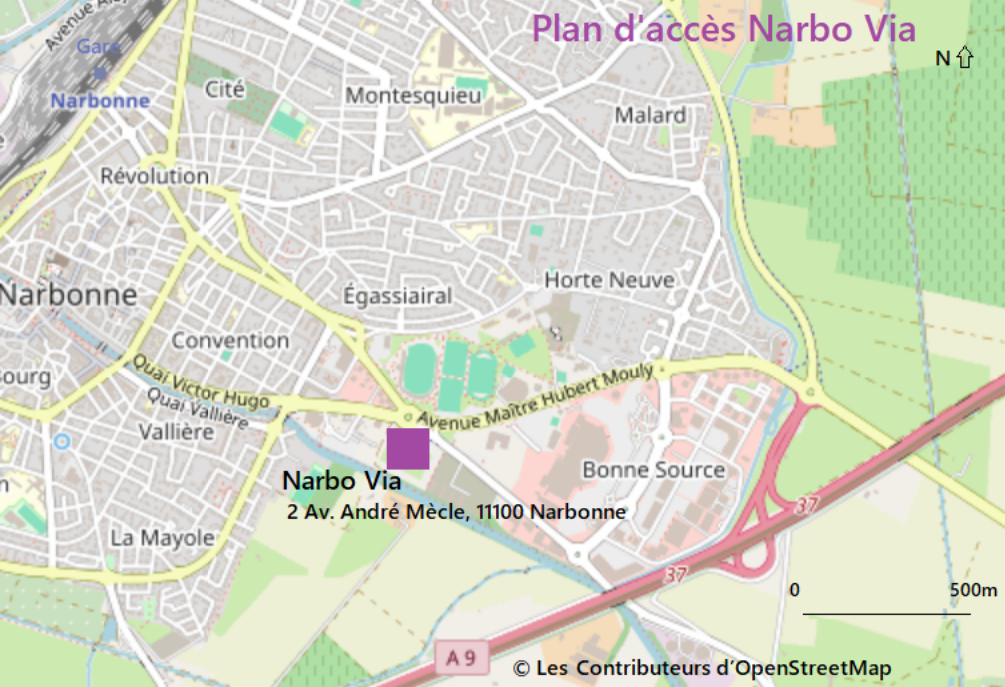 Plan d'accès Narbo Via
Avenue
N
Gare
Narbonne
Cité
Montesquieu
Malard
Révolution
Narbonne
Égassiairal
Horte Neuve
Convention
Quai Victor Hugo
Quai Vallière
Vallière
Avenue Maître Hubert Mouly
Bonne Source
Narbo Via
2 Av. André Mècle, 11100 Narbonne
La Mayole
37
37
0 500m
A 9
© Les Contributeurs d’OpenStreetMap